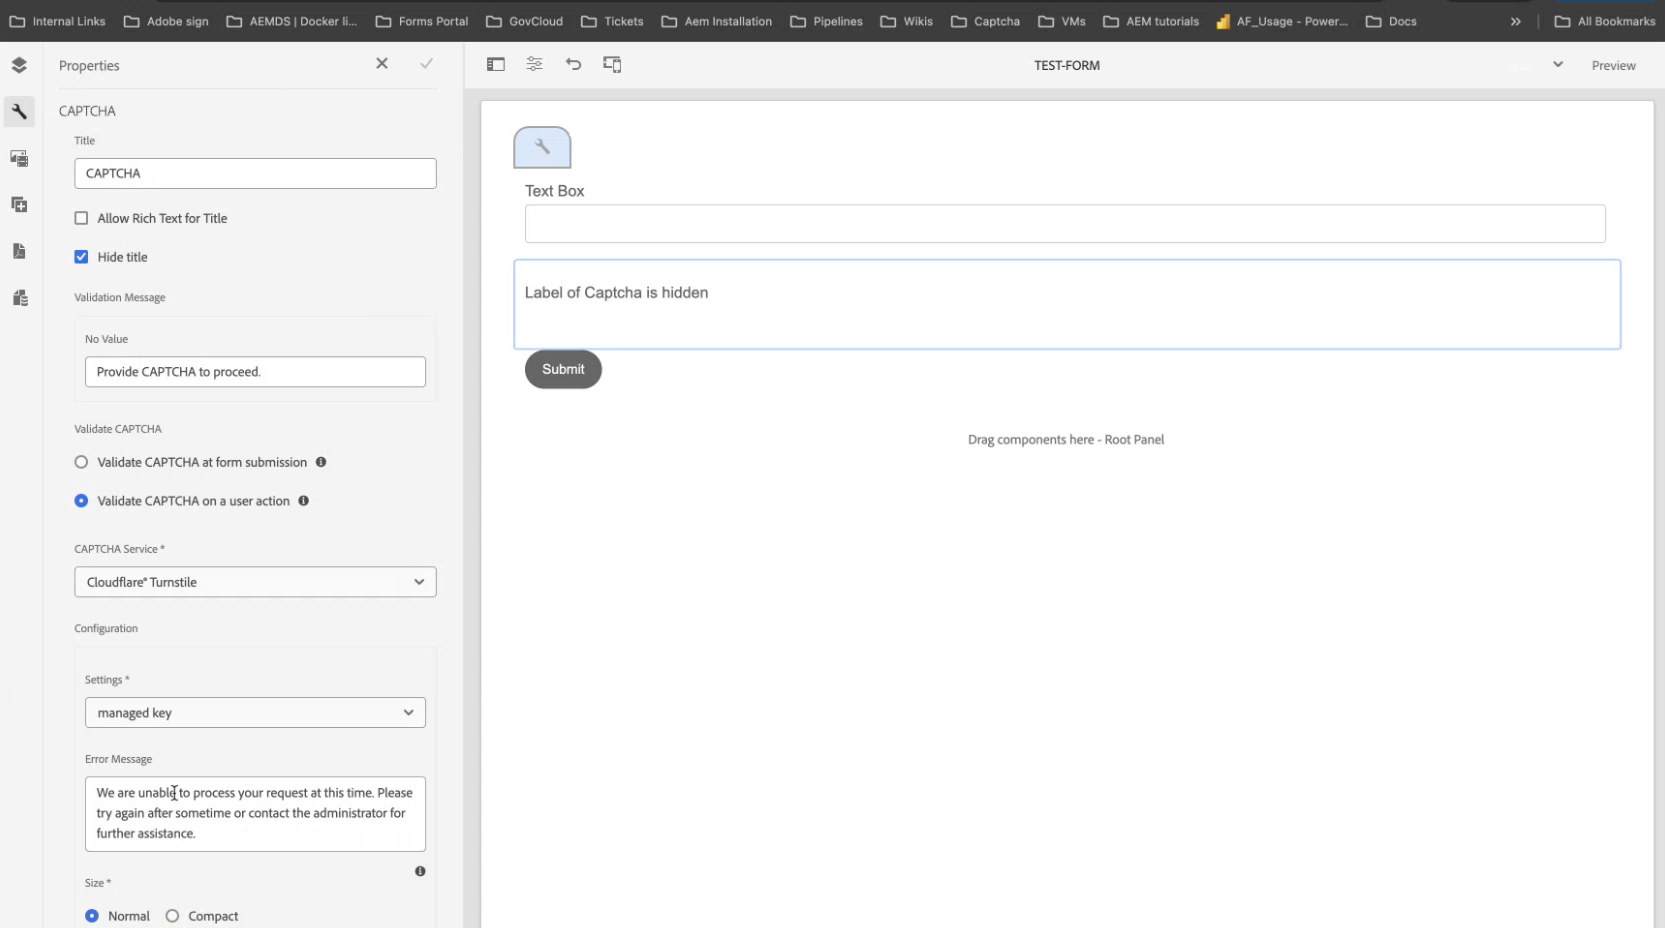 Internal Links
Adobe sign
AEMDS | Docker li...
Forms Portal
GovCloud
Tickets
Aem Installation
Pipelines
Wikis
Captcha
VMs
AEM tutorials
AF_Usage - Power...
Docs
»
All Bookmarks
Properties
TEST-FORM
Preview
CAPTCHA
Title
CAPTCHA
Allow Rich Text for Title
Hide title
Validation Message
No Value
Provide CAPTCHA to proceed.
Validate CAPTCHA
Validate CAPTCHA at form submission
Validate CAPTCHA on a user action
CAPTCHA Service *
Cloudflare® Turnstile
Configuration
Settings *
managed key
Error Message
We are unable to process your request at this time. Please
try again after sometime or contact the administrator for
further assistance.
Size *
Normal
Compact
Text Box
Label of Captcha is hidden
Submit
Drag components here - Root Panel